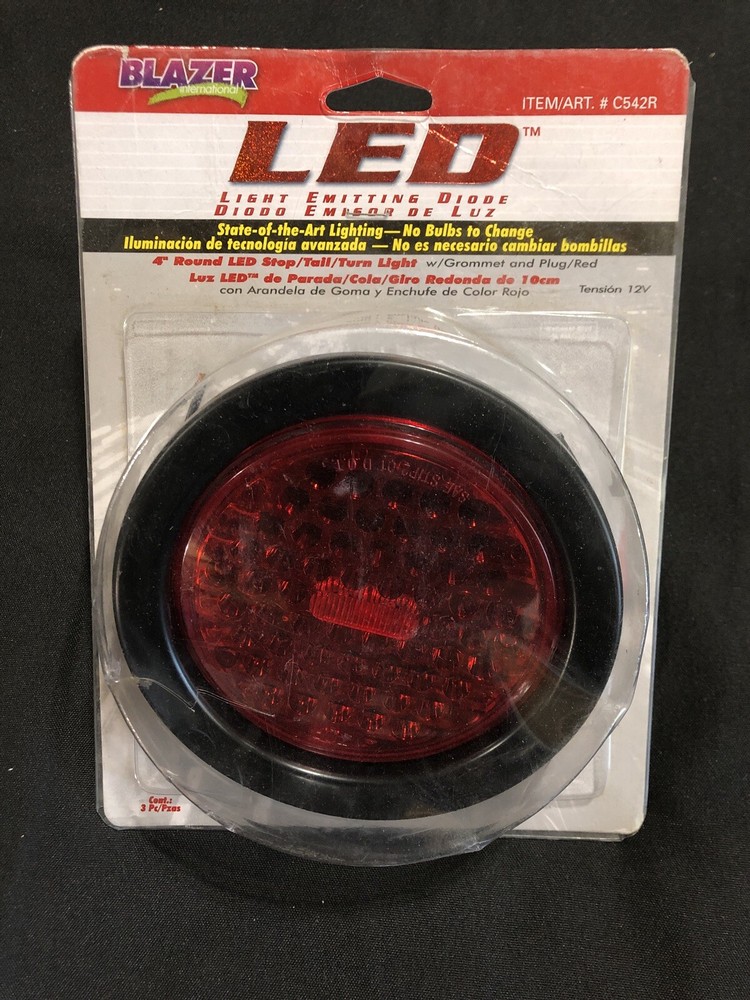 BLAZER
international
ITEM/ART. # C542R
LED™
LIGHT EMITTING DIODE
DIODO EMISOR DE LUZ
State-of-the-Art Lighting—No Bulbs to Change
Iluminación de tecnología avanzada — No es necesario cambiar bombillas
4" Round LED Stop/Tail/Turn Light w/Grommet and Plug/Red
Luz LED™ de Parada/Cola/Giro Redonda de 10cm
con Arandela de Goma y Enchufe de Color Rojo
Tensión 12V
Cont.:
3 Pc/Pzas